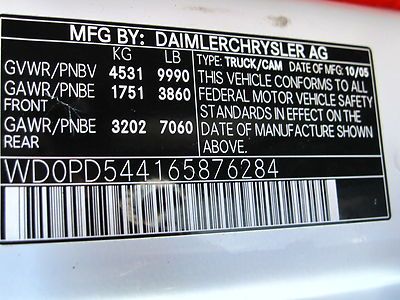 MFG BY: DAIMLERCHRYSLER AG
KG LB TYPE: TRUCK/CAM DATE OF MFG: 10/05
GVWR/PNBV 4531 9990 THIS VEHICLE CONFORMS TO ALL
GAWR/PNBE 1751 3860 FEDERAL MOTOR VEHICLE SAFETY
FRONT STANDARDS IN EFFECT ON THE
GAWR/PNBE 3202 7060 DATE OF MANUFACTURE SHOWN
REAR ABOVE.
WD0PD544165876284